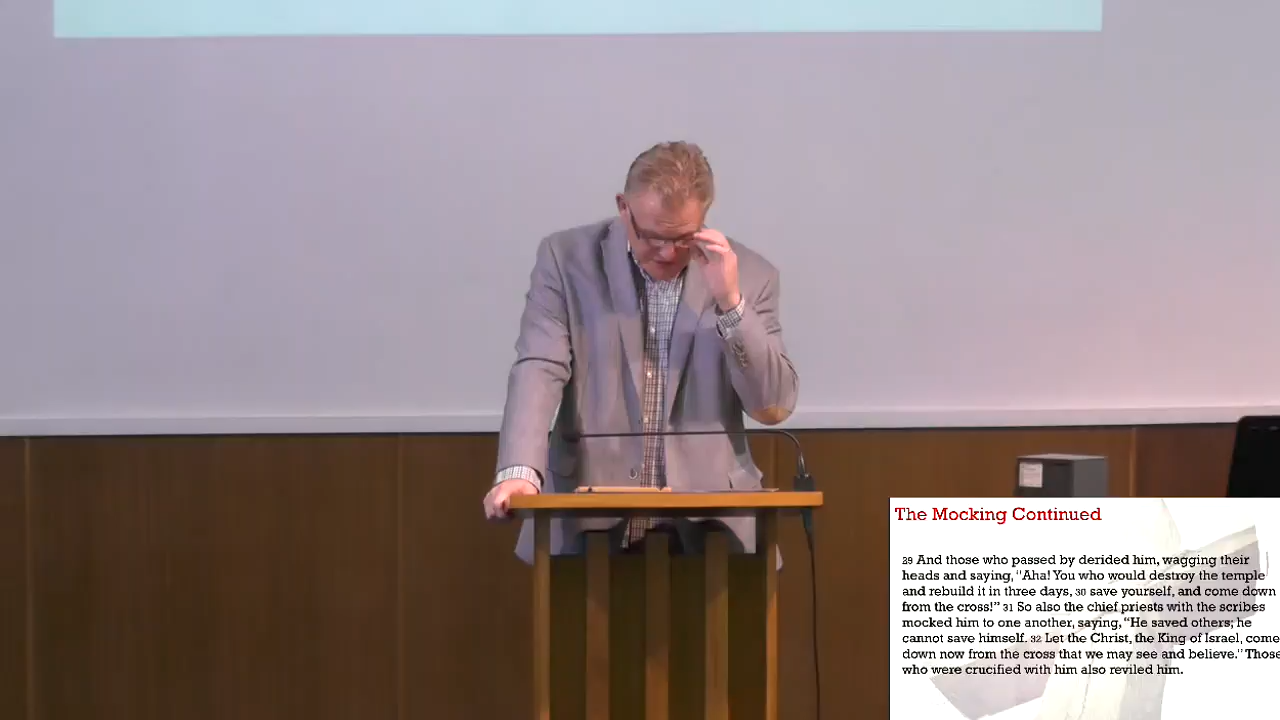 The Mocking Continued
29 And those who passed by derided him, wagging their
heads and saying, “Aha! You who would destroy the temple
and rebuild it in three days, 30 save yourself, and come down
from the cross!” 31 So also the chief priests with the scribes
mocked him to one another, saying, “He saved others; he
cannot save himself. 32 Let the Christ, the King of Israel, come
down now from the cross that we may see and believe.” Those
who were crucified with him also reviled him.